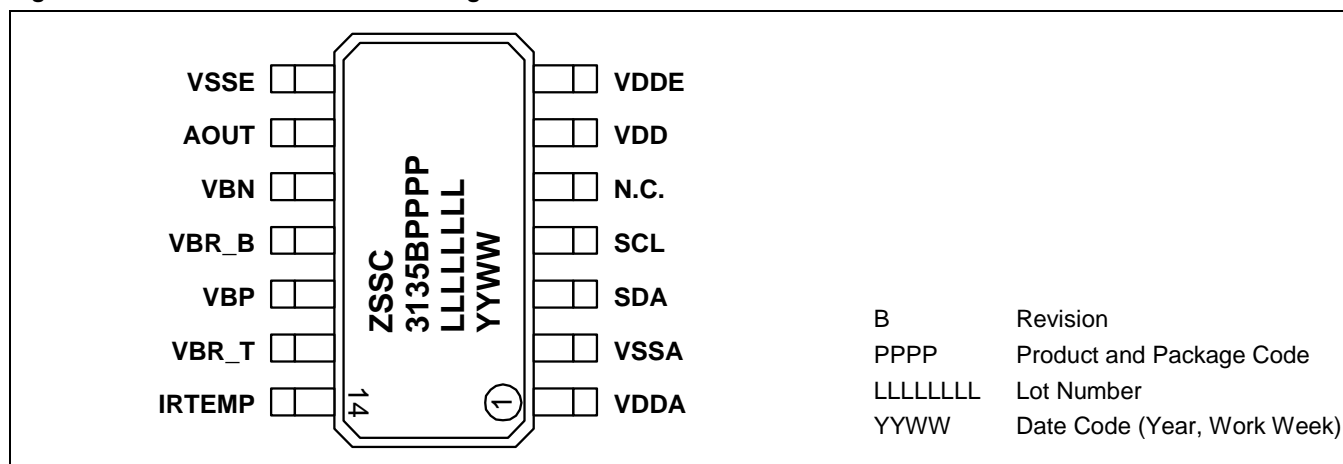 VSSE
AOUT
VBN
VBR_B
VBP
VBR_T
IRTEMP
ZSSC
3135BPPPP
LLLLLLLL
YYWW
14
1
VDDE
VDD
N.C.
SCL
SDA
VSSA
VDDA
B Revision
PPPP Product and Package Code
LLLLLLLL Lot Number
YYWW Date Code (Year, Work Week)